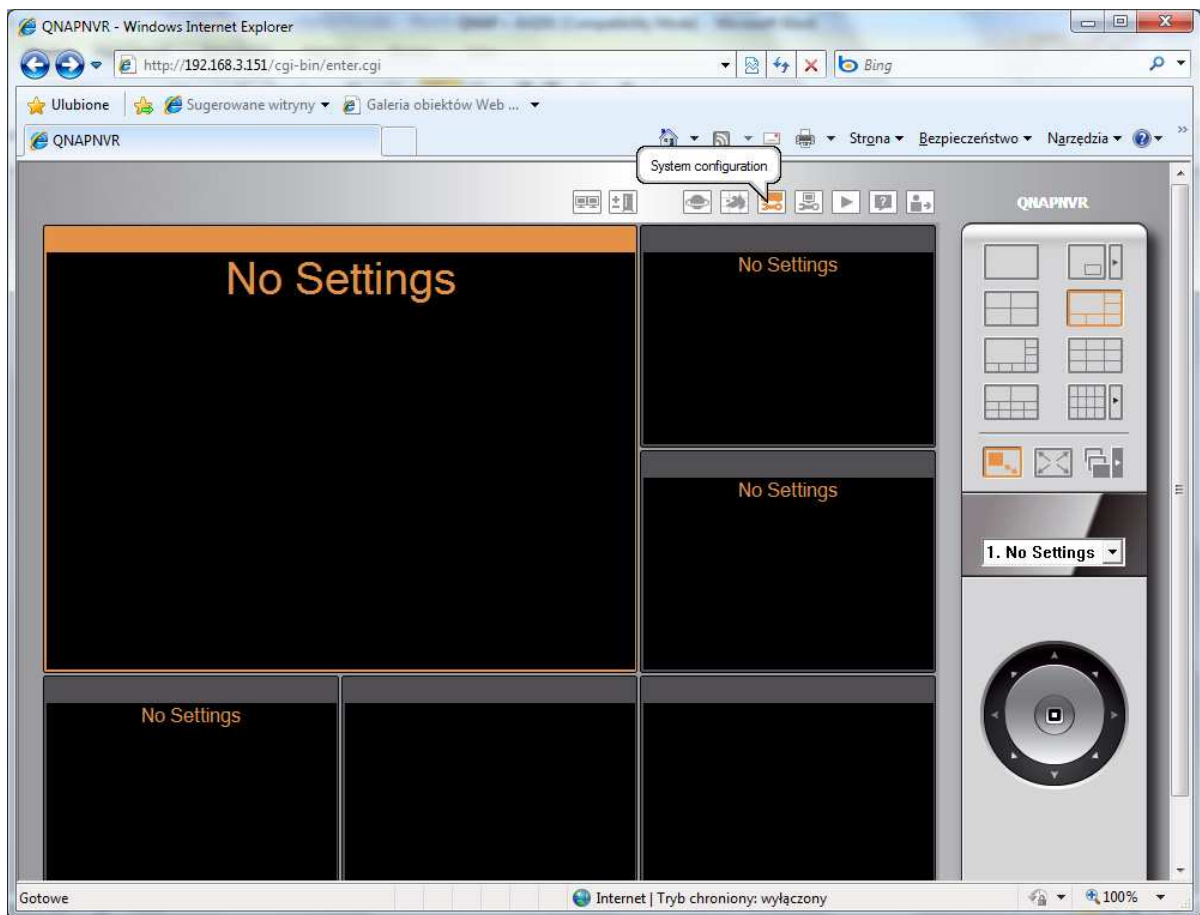 QNAPNVR - Windows Internet Explorer
http://192.168.3.151/cgi-bin/enter.cgi
Bing
Ulubione
Sugerowane witryny
Galeria obiektów Web ...
QNAPNVR
Strona
Bezpieczeństwo
Narzędzia
System configuration
QNAPNVR
No Settings
No Settings
No Settings
1. No Settings
No Settings
Gotowe
Internet | Tryb chroniony: wyłączony
100%